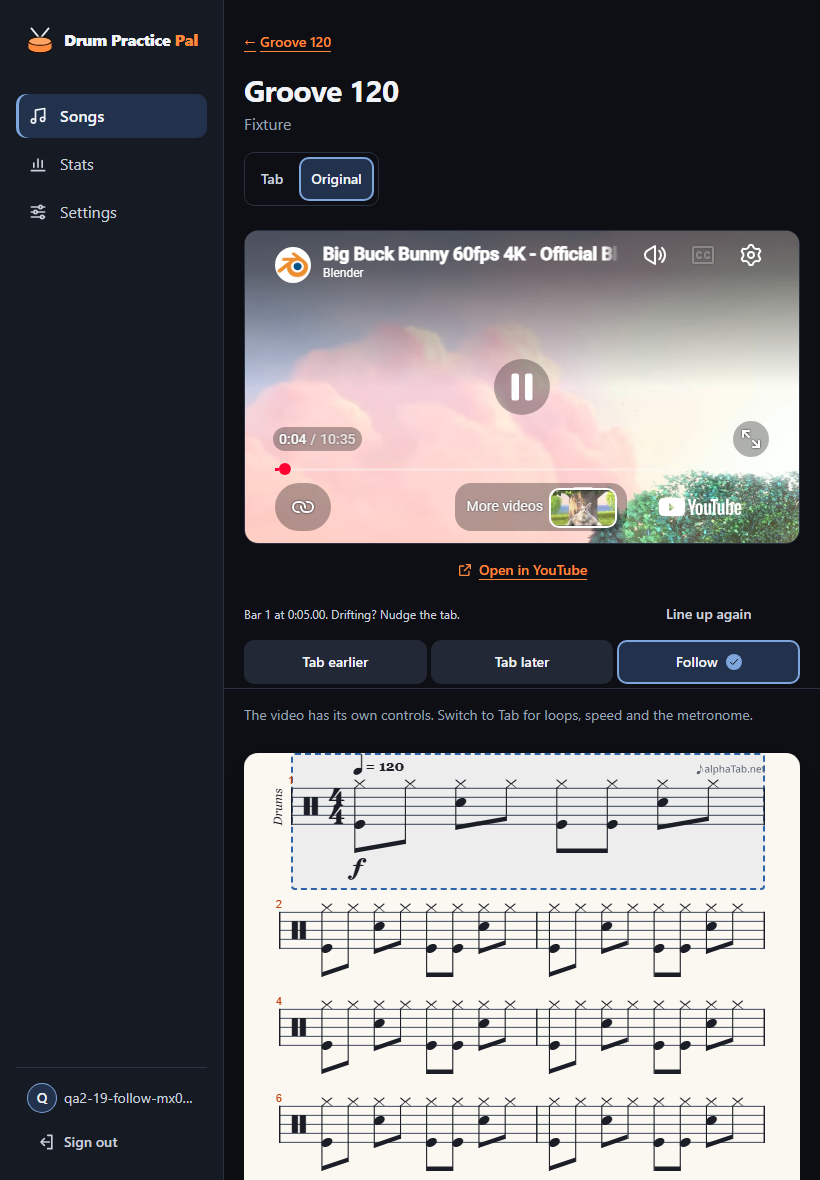 Drum Practice Pal
Songs
Stats
Settings
← Groove 120
Groove 120
Fixture
Tab
Original
Big Buck Bunny 60fps 4K - Official Bl
Blender
CC
0:04 / 10:35
More videos
YouTube
Open in YouTube
Bar 1 at 0:05.00. Drifting? Nudge the tab.
Line up again
Tab earlier
Tab later
Follow
The video has its own controls. Switch to Tab for loops, speed and the metronome.
= 120
alphaTab.net
1
Drums
4
4
f
2
4
6
Q
qa2-19-follow-mx0...
Sign out